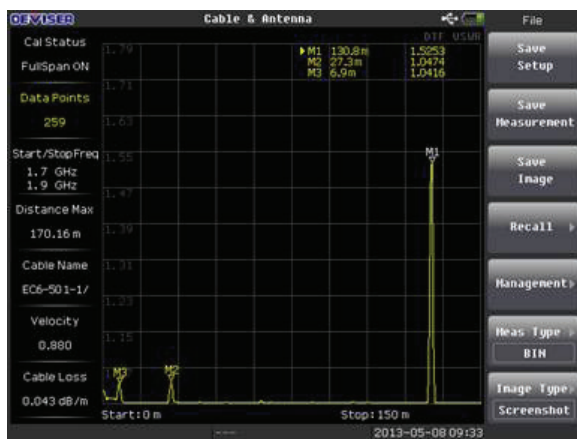 DEVISER
Cable & Antenna
File
Cal Status
FullSpan ON
Data Points
259
Start/StopFreq
1.7 GHz
1.9 GHz
Distance Max
170.16 m
Cable Name
EC6-501-1/
Velocity
0.880
Cable Loss
0.043 dB/m
DTF VSWR
M1 130.8m 1.5253
M2 27.3m 1.0474
M3 6.9m 1.0416
1.79
1.71
1.63
1.55
1.47
1.39
1.31
1.23
1.15
M1
M3
M2
Start:0 m
Stop:150 m
2013-05-08 09:33
Save
Setup
Save
Measurement
Save
Image
Recall
Management
Meas Type
BIN
Image Type
Screenshot